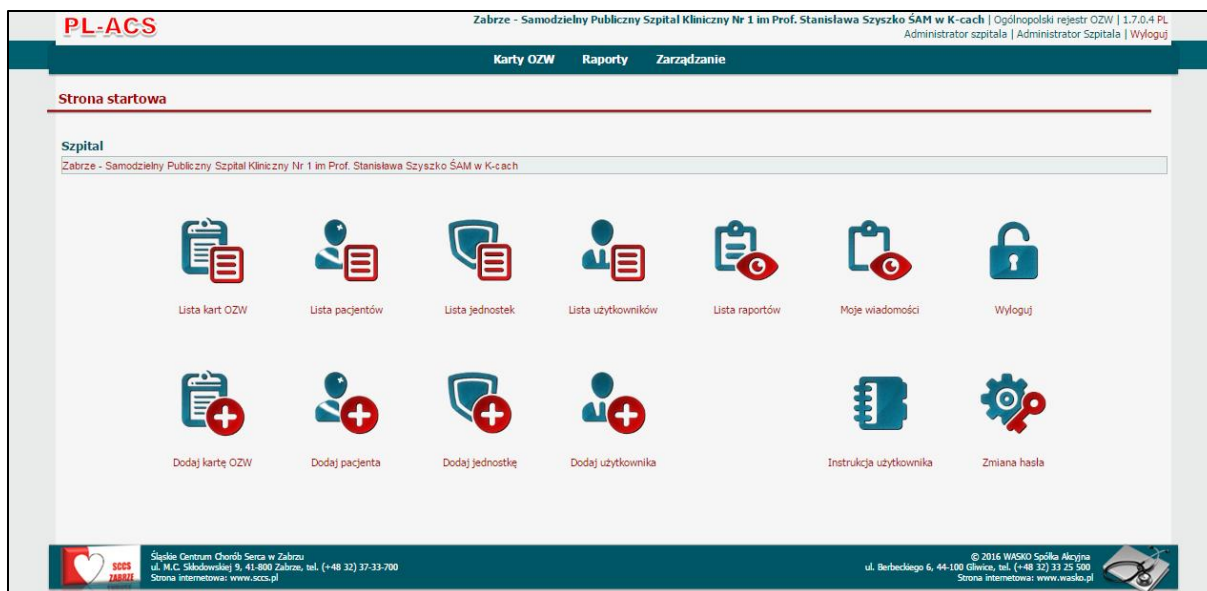 PL-ACS
Zabrze - Samodzielny Publiczny Szpital Kliniczny Nr 1 im Prof. Stanisława Szyszko ŚAM w K-cach | Ogólnopolski rejestr OZW | 1.7.0.4 PL
Administrator szpitala | Administrator Szpitala | Wyloguj
Karty OZW Raporty Zarządzanie
Strona startowa
Szpital
Zabrze - Samodzielny Publiczny Szpital Kliniczny Nr 1 im Prof. Stanisława Szyszko ŚAM w K-cach
Lista kart OZW Lista pacjentów Lista jednostek Lista użytkowników Lista raportów Moje wiadomości Wyloguj
Dodaj kartę OZW Dodaj pacjenta Dodaj jednostkę Dodaj użytkownika Instrukcja użytkownika Zmiana hasła
SCCS
ZABRZE
Śląskie Centrum Chorób Serca w Zabrzu
ul. M.C. Skłodowskiej 9, 41-800 Zabrze, tel. (+48 32) 37-33-700
Strona internetowa: www.sccs.pl
© 2016 WASKO Spółka Akcyjna
ul. Berbeckiego 6, 44-100 Gliwice, tel. (+48 32) 33 25 500
Strona internetowa: www.wasko.pl